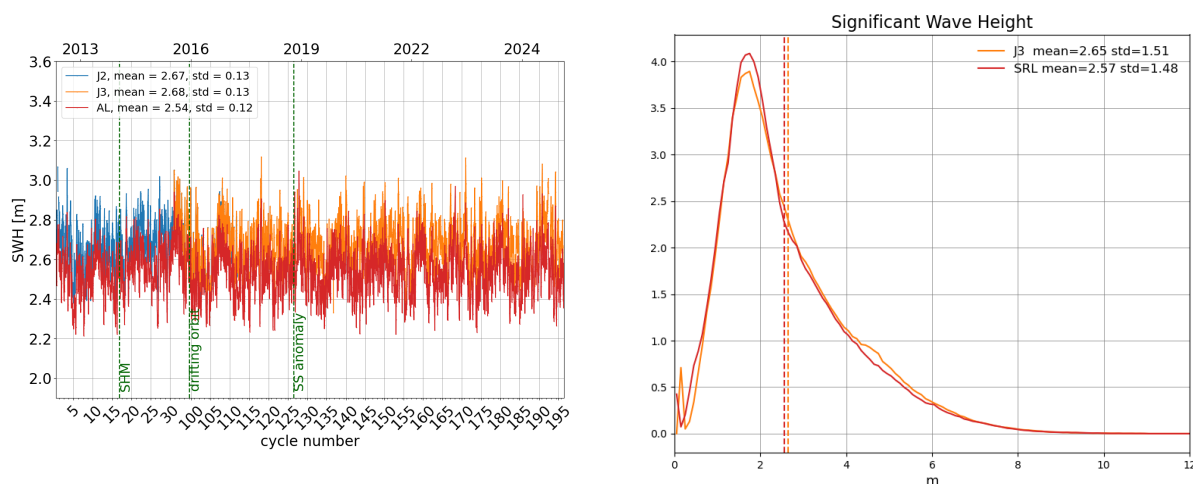 2013 2016 2019 2022 2024
3.6
3.4
3.2
3.0
2.8
2.6
2.4
2.2
2.0
SWH [m]
J2, mean = 2.67, std = 0.13
J3, mean = 2.68, std = 0.13
AL, mean = 2.54, std = 0.12
SHM
drifting orbit
SS anomaly
5 10 15 20 25 30 100 105 110 115 120 125 130 135 140 145 150 155 160 165 170 175 180 185 190 195
cycle number
Significant Wave Height
J3 mean=2.65 std=1.51
SRL mean=2.57 std=1.48
4.0
3.5
3.0
2.5
2.0
1.5
1.0
0.5
0.0
0 2 4 6 8 10 12
m